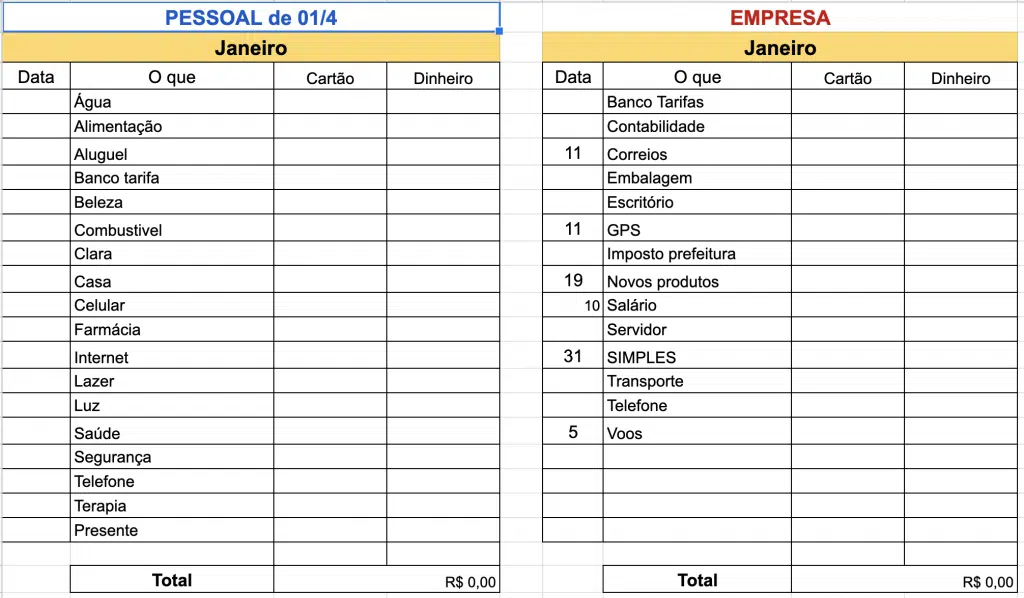 PESSOAL de 01/4 EMPRESA
Janeiro Janeiro
Data O que Cartão Dinheiro Data O que Cartão Dinheiro
Água Banco Tarifas
Alimentação Contabilidade
Aluguel 11 Correios
Banco tarifa Embalagem
Beleza Escritório
Combustivel 11 GPS
Clara Imposto prefeitura
Casa 19 Novos produtos
Celular 10 Salário
Farmácia Servidor
Internet 31 SIMPLES
Lazer Transporte
Luz Telefone
Saúde 5 Voos
Segurança
Telefone
Terapia
Presente
Total R$ 0,00 Total R$ 0,00